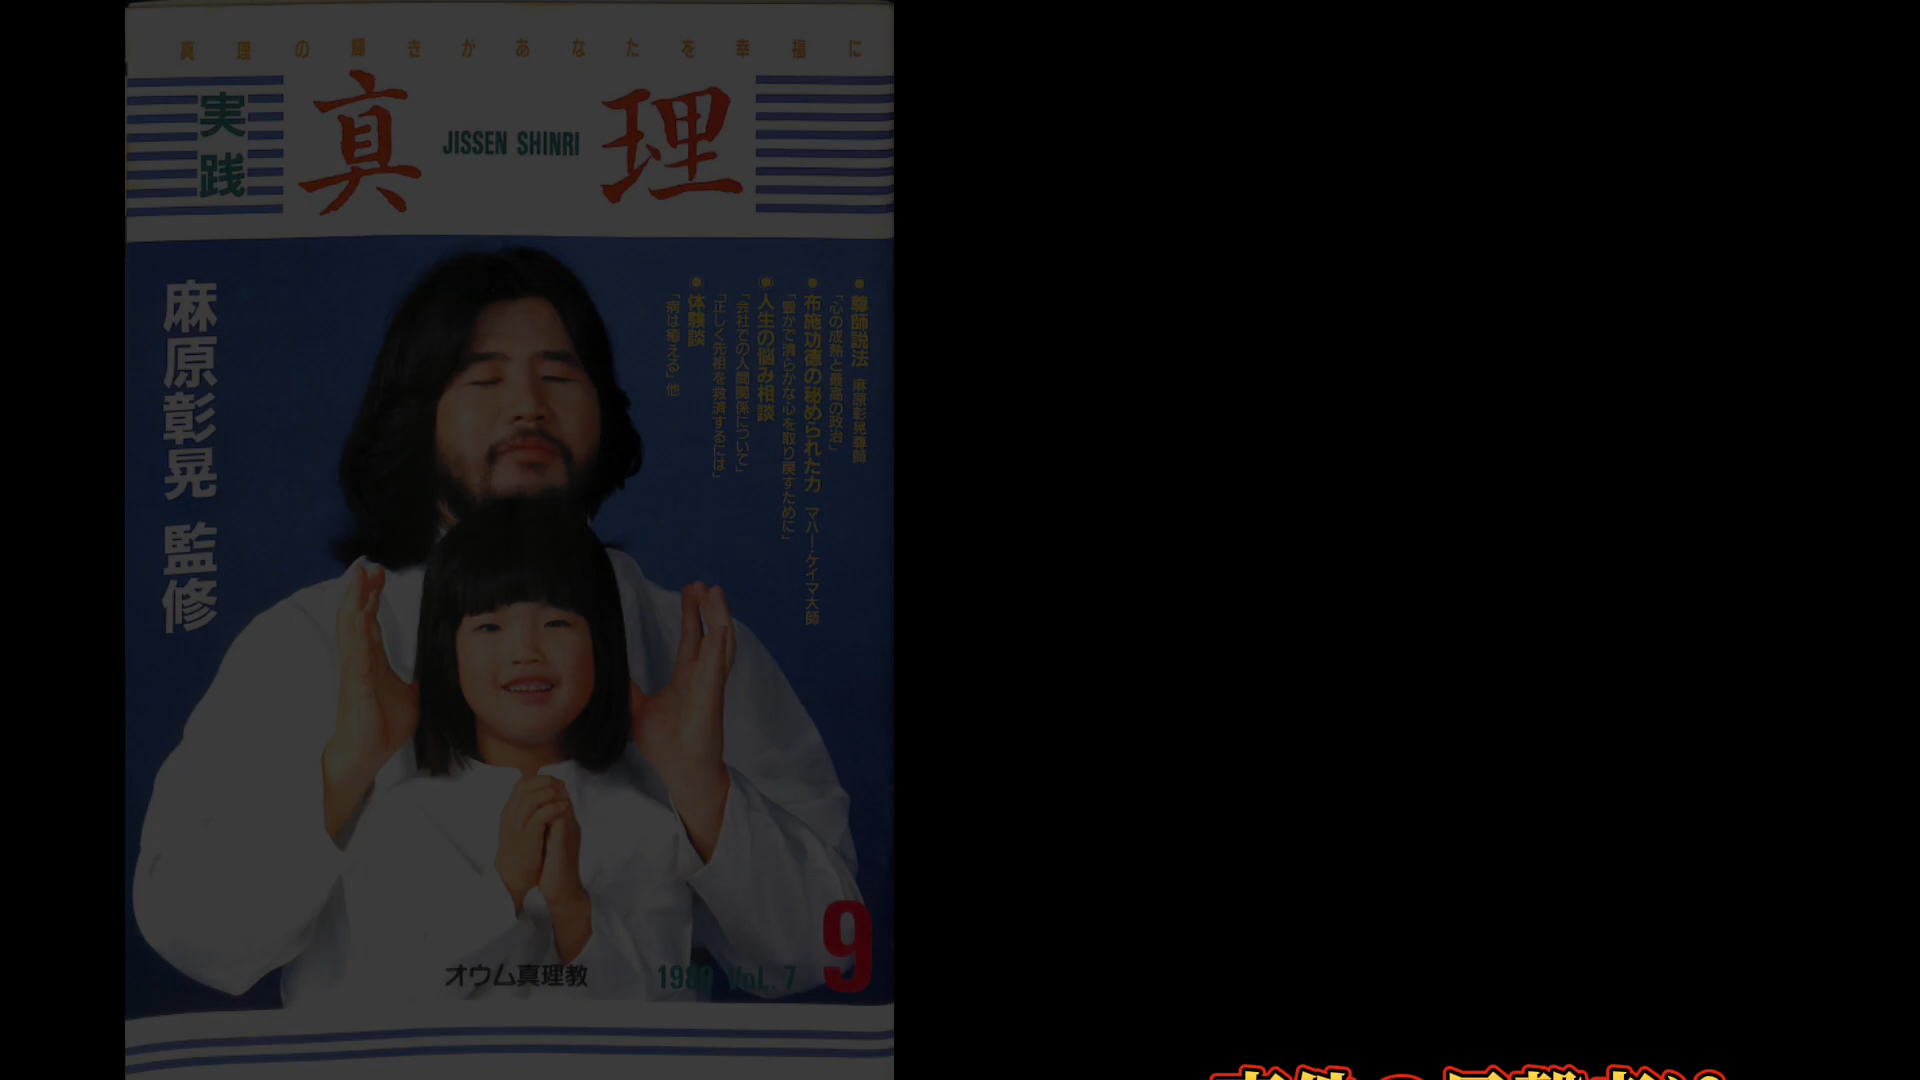 真理の輝きがあなたを幸福に
実践
真理
JISSEN SHINRI
●尊師説法 麻原彰晃尊師
「心の成熟と最高の政治」
●布施功徳の秘められた力 マハー・ケイマ大師
「豊かで清らかな心を取り戻すために」
●人生の悩み相談
「会社での人間関係について」
「正しく先祖を救済するには」
●体験談
「病は癒える」他
麻原彰晃 監修
オウム真理教
VoL. 7
9